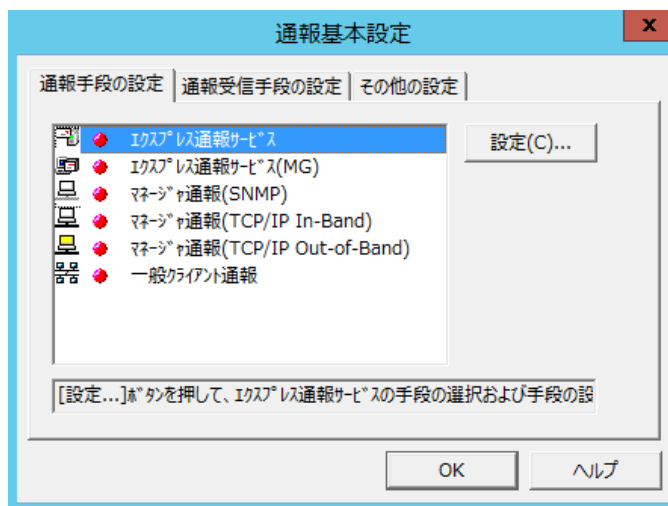 通報基本設定
x
通報手段の設定 通報受信手段の設定 その他の設定
ｴｸｽﾌﾟﾚｽ通報ｻｰﾋﾞｽ 設定(C)...
ｴｸｽﾌﾟﾚｽ通報ｻｰﾋﾞｽ(MG)
ﾏﾈｰｼﾞｬ通報(SNMP)
ﾏﾈｰｼﾞｬ通報(TCP/IP In-Band)
ﾏﾈｰｼﾞｬ通報(TCP/IP Out-of-Band)
一般ｸﾗｲｱﾝﾄ通報
[設定...]ﾎﾞﾀﾝを押して、ｴｸｽﾌﾟﾚｽ通報ｻｰﾋﾞｽの手段の選択および手段の設
OK ヘルプ